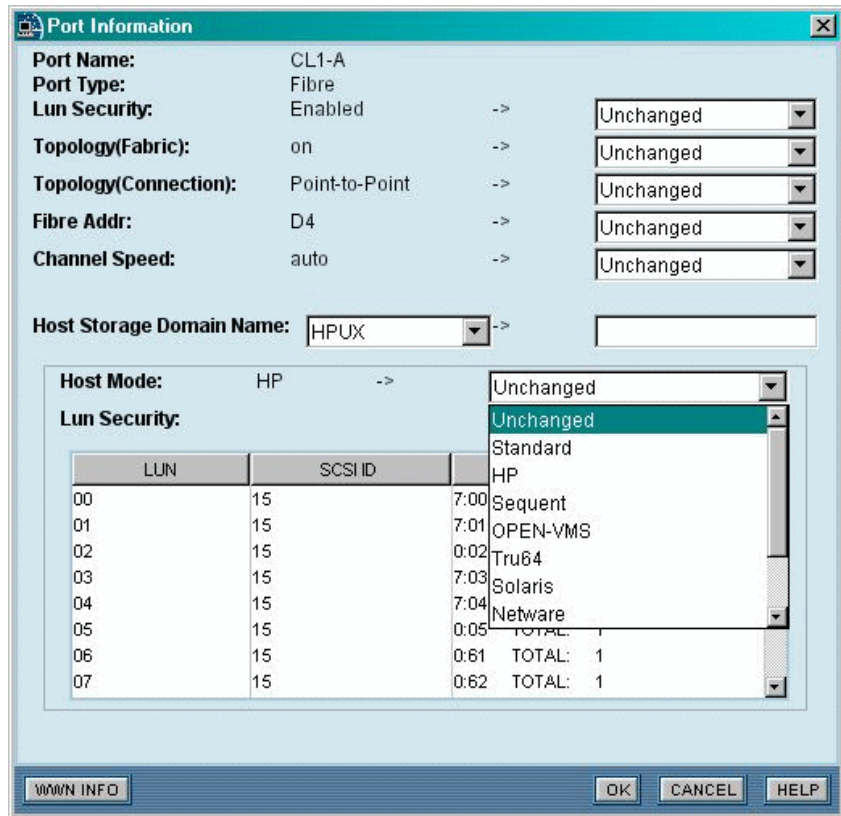 Port Information
Port Name: CL1-A
Port Type: Fibre
Lun Security: Enabled -> Unchanged
Topology(Fabric): on -> Unchanged
Topology(Connection): Point-to-Point -> Unchanged
Fibre Addr: D4 -> Unchanged
Channel Speed: auto -> Unchanged
Host Storage Domain Name: HPUX ->
Host Mode: HP -> Unchanged
Lun Security: Unchanged
Standard
LUN SCSI ID HP
00 15 7:00 Sequent
01 15 7:01 OPEN-VMS
02 15 0:02 Tru64
03 15 7:03 Solaris
04 15 7:04 Netware
05 15 0:05 TOTAL: 1
06 15 0:61 TOTAL: 1
07 15 0:62 TOTAL: 1
WWN INFO OK CANCEL HELP